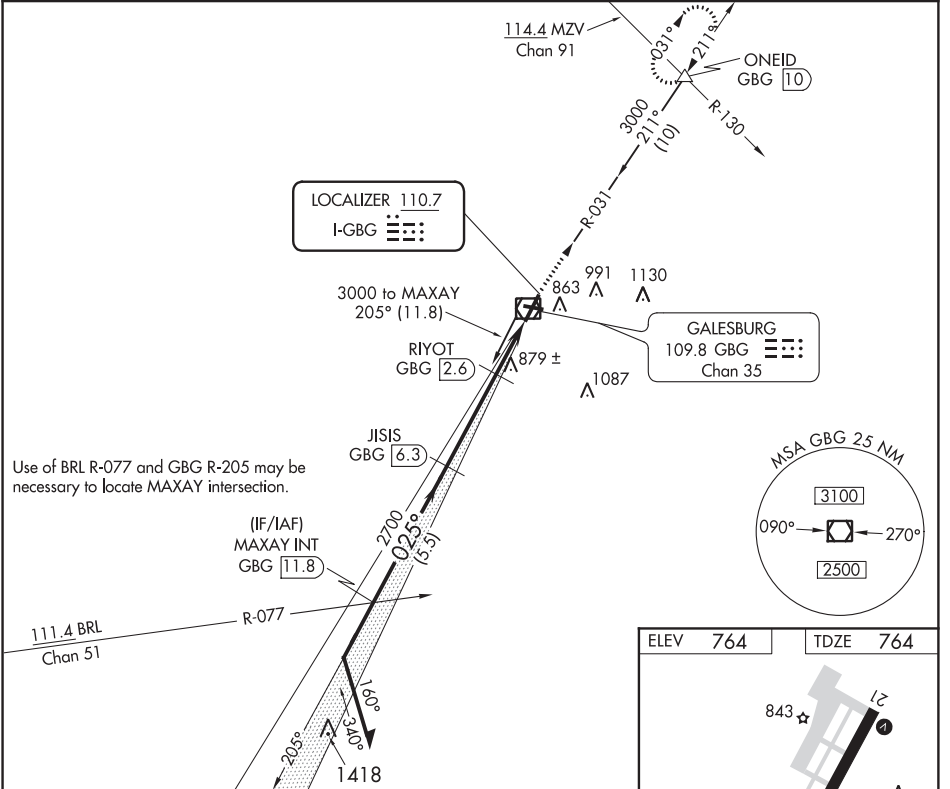 114.4 MZV
Chan 91
031°
211°
ONEID
GBG 10
R-130
3000
211°
(10)
R-031
LOCALIZER 110.7
I-GBG
3000 to MAXAY
205° (11.8)
863
991
1130
GALESBURG
109.8 GBG
Chan 35
RIYOT
GBG 2.6
879 ±
1087
JISIS
GBG 6.3
Use of BRL R-077 and GBG R-205 may be
necessary to locate MAXAY intersection.
MSA GBG 25 NM
3100
090°
270°
2500
(IF/IAF)
MAXAY INT
GBG 11.8
2700
025°
(5.5)
R-077
111.4 BRL
Chan 51
160°
340°
205°
1418
ELEV 764
TDZE 764
843
21
V